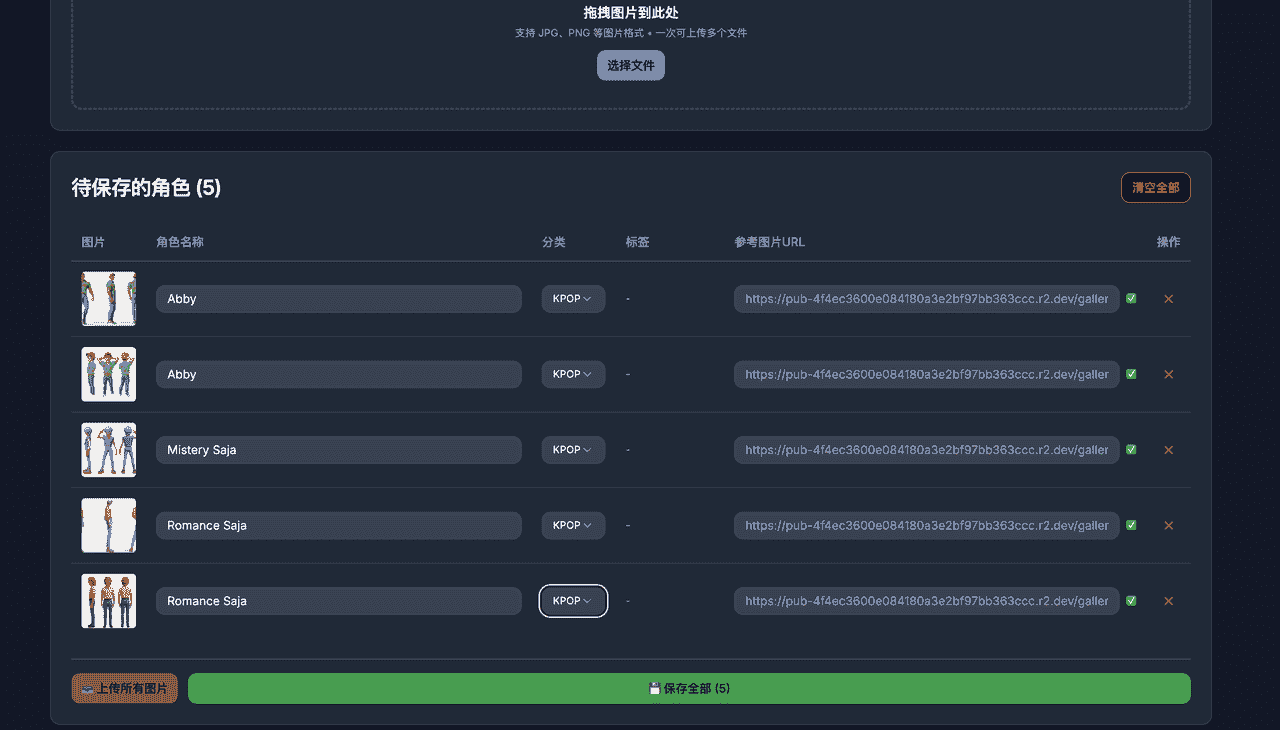 拖拽图片到此处
支持 JPG、PNG 等图片格式 • 一次可上传多个文件
选择文件
待保存的角色 (5)
清空全部
图片 角色名称 分类 标签 参考图片URL 操作
Abby KPOP - https://pub-4f4ec3600e084180a3e2bf97bb363ccc.r2.dev/galler
Abby KPOP - https://pub-4f4ec3600e084180a3e2bf97bb363ccc.r2.dev/galler
Mistery Saja KPOP - https://pub-4f4ec3600e084180a3e2bf97bb363ccc.r2.dev/galler
Romance Saja KPOP - https://pub-4f4ec3600e084180a3e2bf97bb363ccc.r2.dev/galler
Romance Saja KPOP - https://pub-4f4ec3600e084180a3e2bf97bb363ccc.r2.dev/galler
上传所有图片 保存全部 (5)